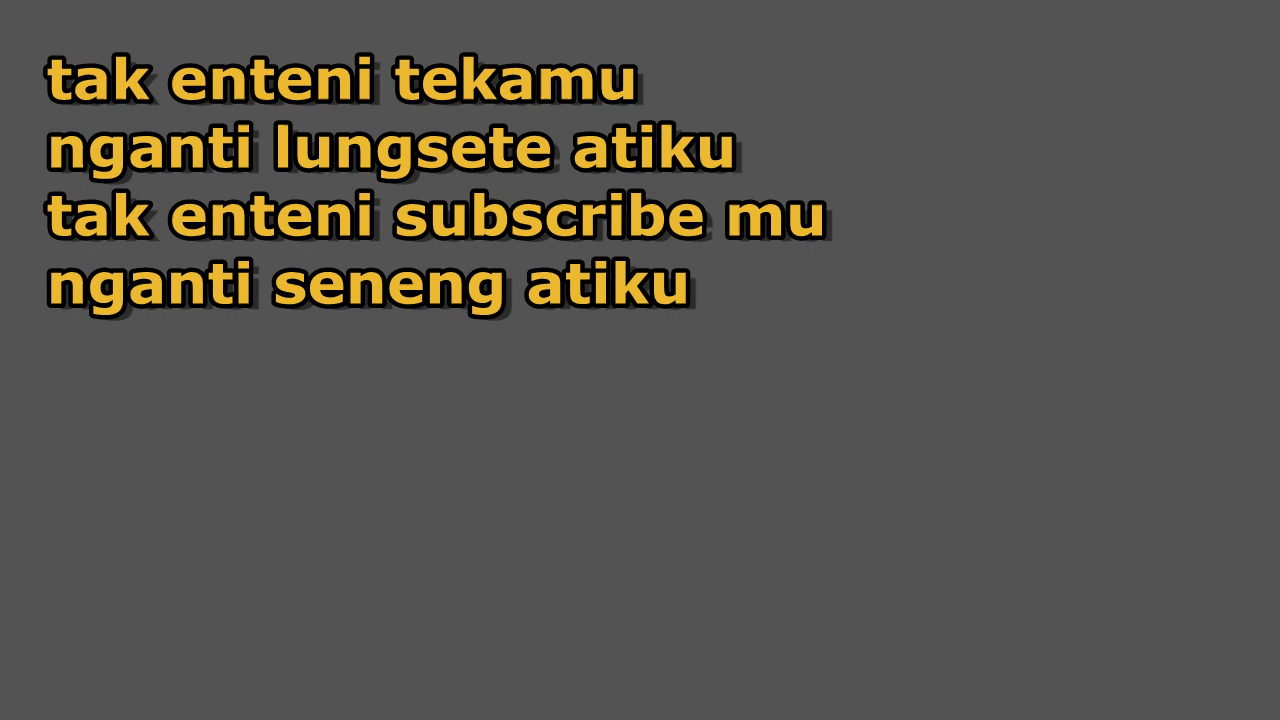 tak enteni tekamu
nganti lungsete atiku
tak enteni subscribe mu
nganti seneng atiku